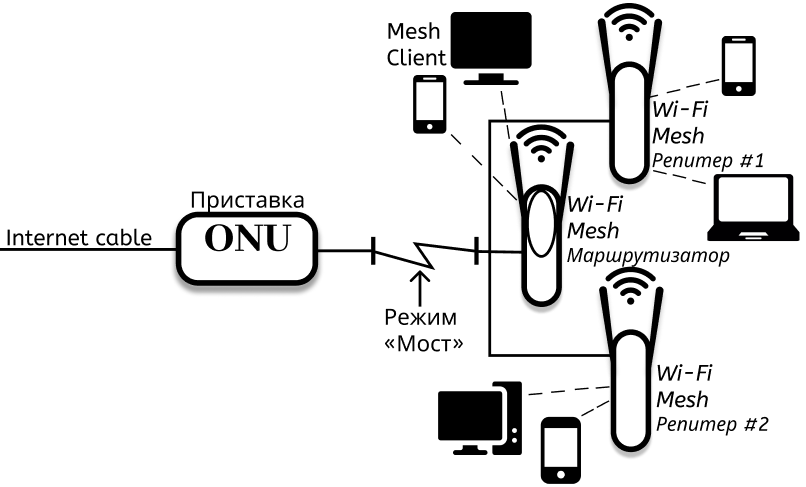 Mesh
Client
Wi-Fi
Mesh
Репитер #1
Приставка
ONU
Internet cable
Wi-Fi
Mesh
Маршрутизатор
Режим
«Мост»
Wi-Fi
Mesh
Репитер #2